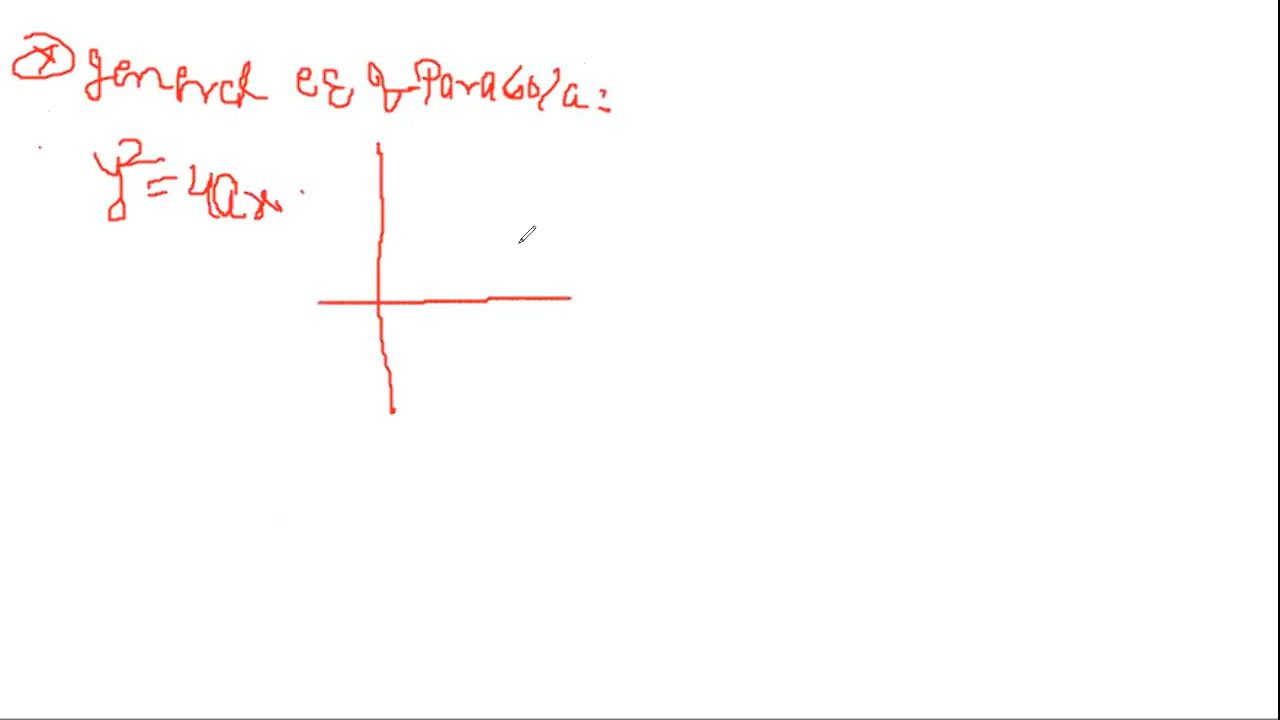 * General eq of Parabola:
y² = 4ax.